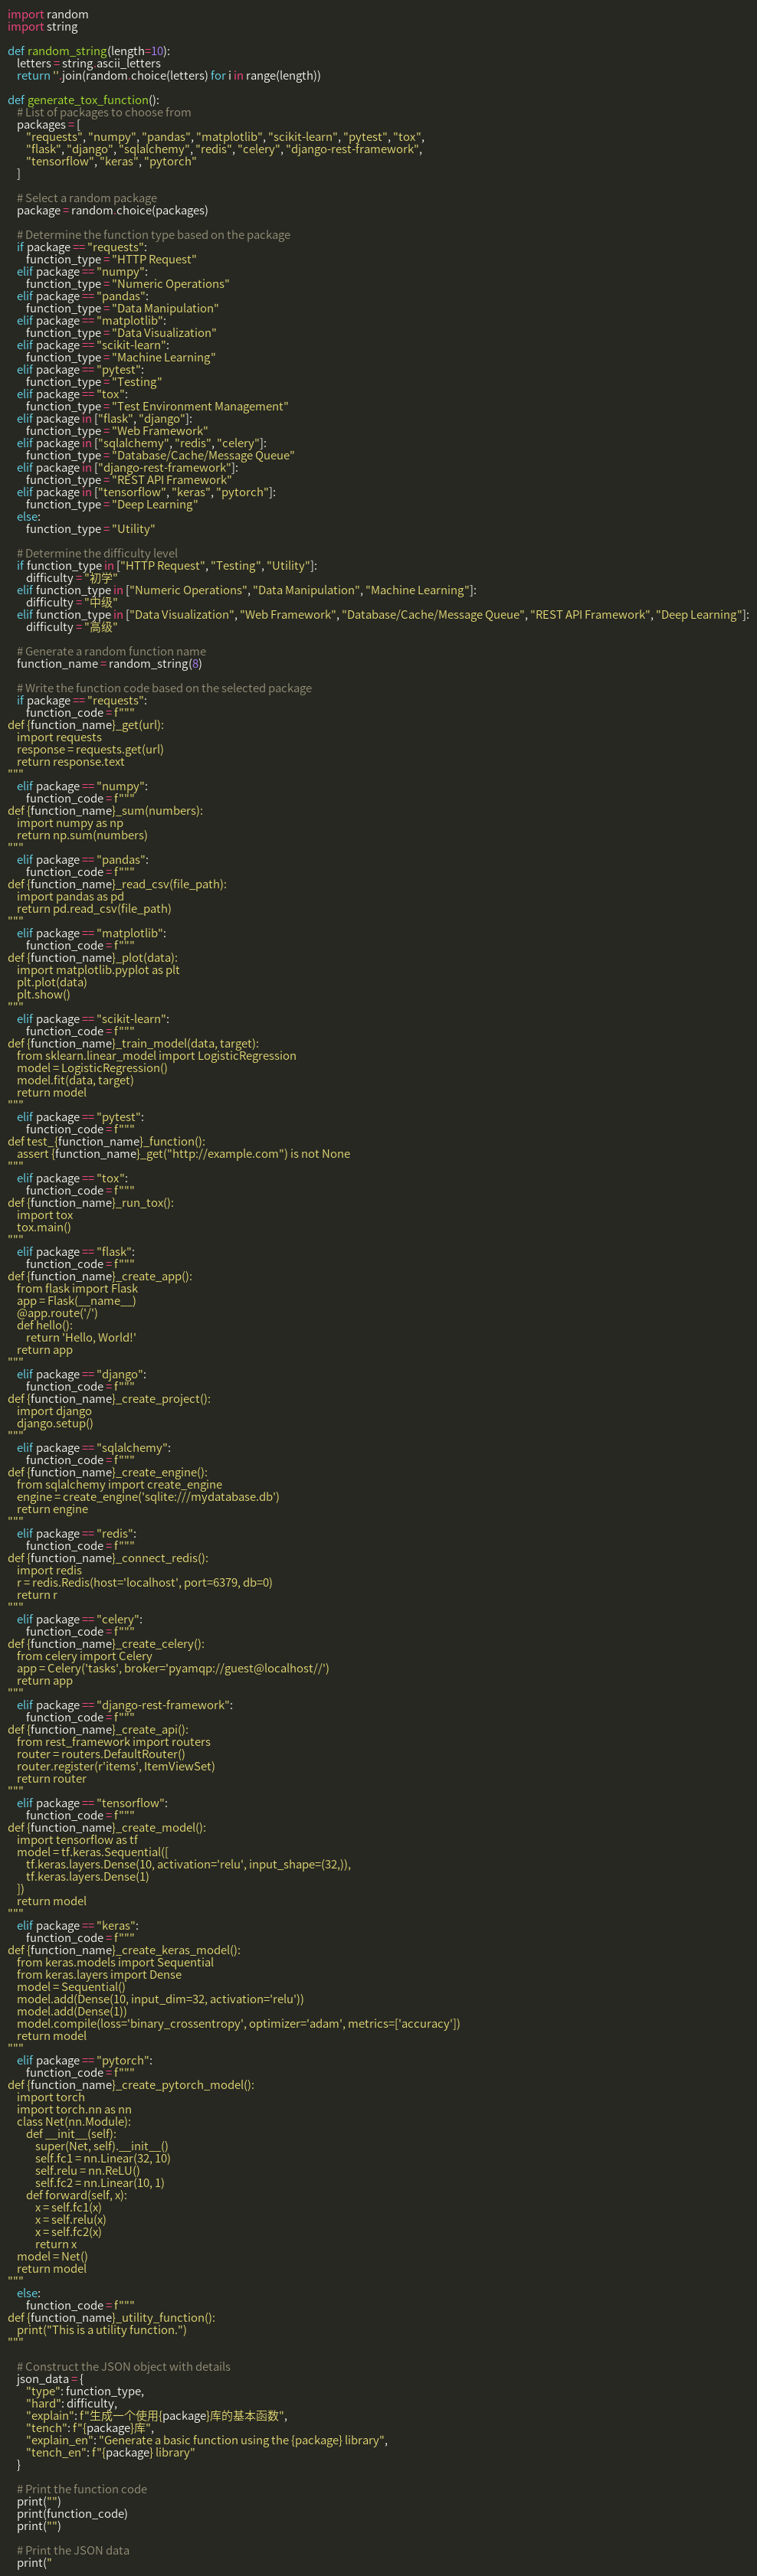 import random
import string

def random_string(length=10):
    letters = string.ascii_letters
    return ''.join(random.choice(letters) for i in range(length))

def generate_tox_function():
    # List of packages to choose from
    packages = [
        "requests", "numpy", "pandas", "matplotlib", "scikit-learn", "pytest", "tox",
        "flask", "django", "sqlalchemy", "redis", "celery", "django-rest-framework",
        "tensorflow", "keras", "pytorch"
    ]

    # Select a random package
    package = random.choice(packages)

    # Determine the function type based on the package
    if package == "requests":
        function_type = "HTTP Request"
    elif package == "numpy":
        function_type = "Numeric Operations"
    elif package == "pandas":
        function_type = "Data Manipulation"
    elif package == "matplotlib":
        function_type = "Data Visualization"
    elif package == "scikit-learn":
        function_type = "Machine Learning"
    elif package == "pytest":
        function_type = "Testing"
    elif package == "tox":
        function_type = "Test Environment Management"
    elif package in ["flask", "django"]:
        function_type = "Web Framework"
    elif package in ["sqlalchemy", "redis", "celery"]:
        function_type = "Database/Cache/Message Queue"
    elif package in ["django-rest-framework"]:
        function_type = "REST API Framework"
    elif package in ["tensorflow", "keras", "pytorch"]:
        function_type = "Deep Learning"
    else:
        function_type = "Utility"

    # Determine the difficulty level
    if function_type in ["HTTP Request", "Testing", "Utility"]:
        difficulty = "初学"
    elif function_type in ["Numeric Operations", "Data Manipulation", "Machine Learning"]:
        difficulty = "中级"
    elif function_type in ["Data Visualization", "Web Framework", "Database/Cache/Message Queue", "REST API Framework", "Deep Learning"]:
        difficulty = "高级"

    # Generate a random function name
    function_name = random_string(8)

    # Write the function code based on the selected package
    if package == "requests":
        function_code = f"""
def {function_name}_get(url):
    import requests
    response = requests.get(url)
    return response.text
"""
    elif package == "numpy":
        function_code = f"""
def {function_name}_sum(numbers):
    import numpy as np
    return np.sum(numbers)
"""
    elif package == "pandas":
        function_code = f"""
def {function_name}_read_csv(file_path):
    import pandas as pd
    return pd.read_csv(file_path)
"""
    elif package == "matplotlib":
        function_code = f"""
def {function_name}_plot(data):
    import matplotlib.pyplot as plt
    plt.plot(data)
    plt.show()
"""
    elif package == "scikit-learn":
        function_code = f"""
def {function_name}_train_model(data, target):
    from sklearn.linear_model import LogisticRegression
    model = LogisticRegression()
    model.fit(data, target)
    return model
"""
    elif package == "pytest":
        function_code = f"""
def test_{function_name}_function():
    assert {function_name}_get("http://example.com") is not None
"""
    elif package == "tox":
        function_code = f"""
def {function_name}_run_tox():
    import tox
    tox.main()
"""
    elif package == "flask":
        function_code = f"""
def {function_name}_create_app():
    from flask import Flask
    app = Flask(__name__)
    @app.route('/')
    def hello():
        return 'Hello, World!'
    return app
"""
    elif package == "django":
        function_code = f"""
def {function_name}_create_project():
    import django
    django.setup()
"""
    elif package == "sqlalchemy":
        function_code = f"""
def {function_name}_create_engine():
    from sqlalchemy import create_engine
    engine = create_engine('sqlite:///mydatabase.db')
    return engine
"""
    elif package == "redis":
        function_code = f"""
def {function_name}_connect_redis():
    import redis
    r = redis.Redis(host='localhost', port=6379, db=0)
    return r
"""
    elif package == "celery":
        function_code = f"""
def {function_name}_create_celery():
    from celery import Celery
    app = Celery('tasks', broker='pyamqp://guest@localhost//')
    return app
"""
    elif package == "django-rest-framework":
        function_code = f"""
def {function_name}_create_api():
    from rest_framework import routers
    router = routers.DefaultRouter()
    router.register(r'items', ItemViewSet)
    return router
"""
    elif package == "tensorflow":
        function_code = f"""
def {function_name}_create_model():
    import tensorflow as tf
    model = tf.keras.Sequential([
        tf.keras.layers.Dense(10, activation='relu', input_shape=(32,)),
        tf.keras.layers.Dense(1)
    ])
    return model
"""
    elif package == "keras":
        function_code = f"""
def {function_name}_create_keras_model():
    from keras.models import Sequential
    from keras.layers import Dense
    model = Sequential()
    model.add(Dense(10, input_dim=32, activation='relu'))
    model.add(Dense(1))
    model.compile(loss='binary_crossentropy', optimizer='adam', metrics=['accuracy'])
    return model
"""
    elif package == "pytorch":
        function_code = f"""
def {function_name}_create_pytorch_model():
    import torch
    import torch.nn as nn
    class Net(nn.Module):
        def __init__(self):
            super(Net, self).__init__()
            self.fc1 = nn.Linear(32, 10)
            self.relu = nn.ReLU()
            self.fc2 = nn.Linear(10, 1)
        def forward(self, x):
            x = self.fc1(x)
            x = self.relu(x)
            x = self.fc2(x)
            return x
    model = Net()
    return model
"""
    else:
        function_code = f"""
def {function_name}_utility_function():
    print("This is a utility function.")
"""

    # Construct the JSON object with details
    json_data = {
        "type": function_type,
        "hard": difficulty,
        "explain": f"生成一个使用{package}库的基本函数",
        "tench": f"{package}库",
        "explain_en": "Generate a basic function using the {package} library",
        "tench_en": f"{package} library"
    }

    # Print the function code
    print("")
    print(function_code)
    print("")

    # Print the JSON data
    print("